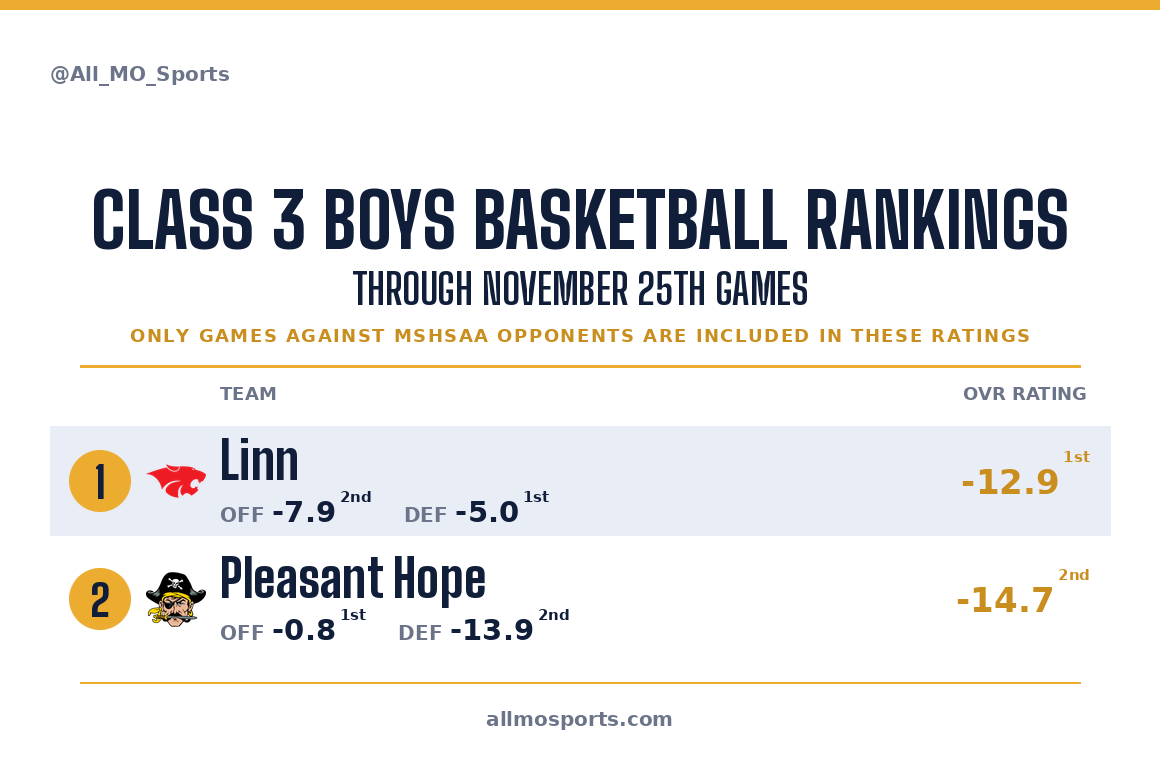 @All_MO_Sports
CLASS 3 BOYS BASKETBALL RANKINGS
THROUGH NOVEMBER 25TH GAMES
ONLY GAMES AGAINST MSHSAA OPPONENTS ARE INCLUDED IN THESE RATINGS
TEAM OVR RATING
1 Linn -12.9 1st
OFF -7.9 2nd DEF -5.0 1st
2 Pleasant Hope -14.7 2nd
OFF -0.8 1st DEF -13.9 2nd
allmosports.com